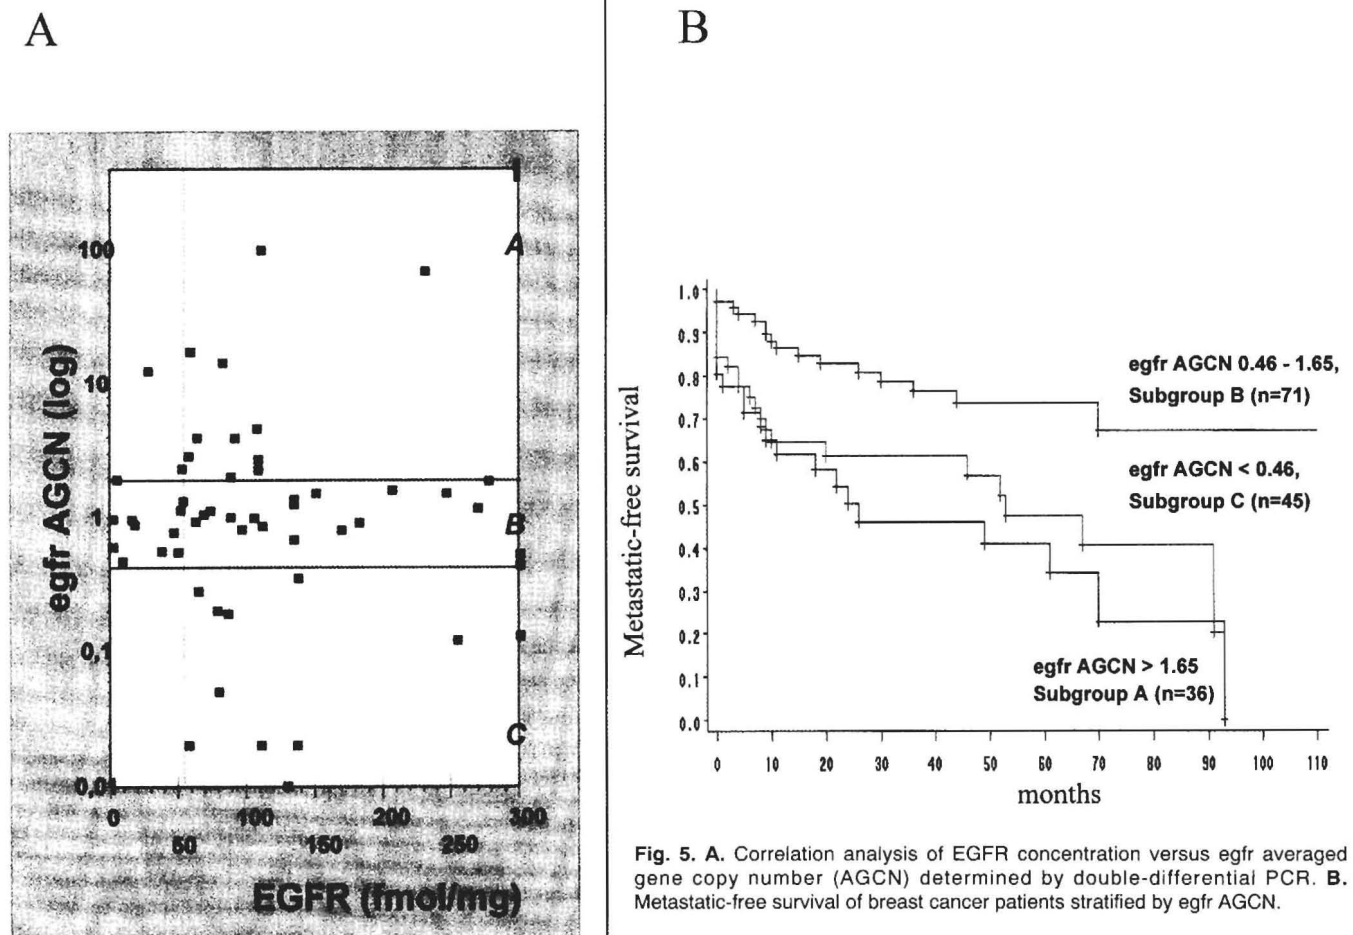 A
1
100
A
10
egfr AGCN (log)
1
B
0,1
C
0,01
0
100
200
300
50
150
250
EGFR (fmol/mg)
B
1.0
0.9
0.8
0.7
0.6
0.5
0.4
0.3
0.2
0.1
0.0
Metastatic-free survival
egfr AGCN 0.46 - 1.65,
Subgroup B (n=71)
egfr AGCN < 0.46,
Subgroup C (n=45)
egfr AGCN > 1.65
Subgroup A (n=36)
0 10 20 30 40 50 60 70 80 90 100 110
months
Fig. 5. A. Correlation analysis of EGFR concentration versus egfr averaged
gene copy number (AGCN) determined by double-differential PCR. B.
Metastatic-free survival of breast cancer patients stratified by egfr AGCN.